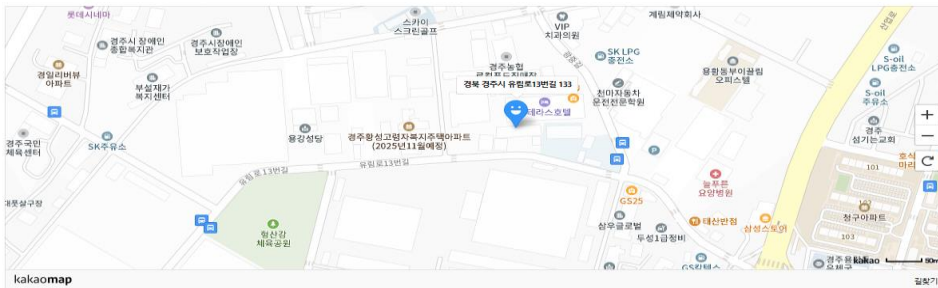 롯데시네마
스카이
스크린골프
VIP
치과의원
계림제약회사
산업로
경주시장애인
종합복지관
경주시장애인
보호작업장
경주농협
SK LPG
충전소
S-oil
LPG충전소
경일리버뷰
아파트
부설재가
복지센터
경북 경주시 유림로13번길 133
천마자동차
운전전문학원
용황동부이끌림
오피스텔
S-oil
주유소
테라스호텔
경주국민
체육센터
SK주유소
용강성당
경주황성고령자복지주택아파트
(2025년11월예정)
경주
섬기는교회
유림로13번길
유림로13번길
늘푸른
요양병원
101
GS25
형산강
체육공원
삼우글로벌
태산반점
두성1급정비
삼성스토어
청구아파트
103
GS칼텍스
kakao
50m
kakaomap
길찾기